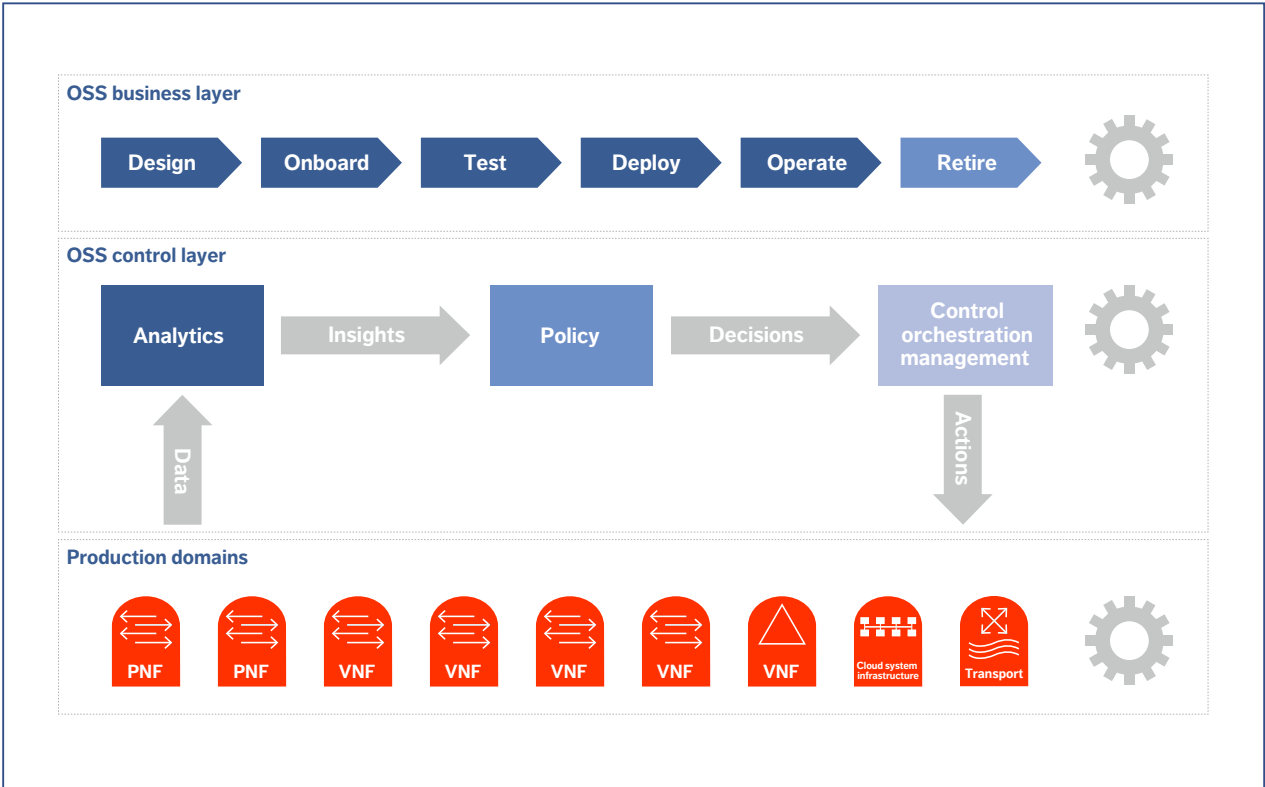 OSS business layer
Design
Onboard
Test
Deploy
Operate
Retire
OSS control layer
Analytics
Insights
Policy
Decisions
Control
orchestration
management
Data
Actions
Production domains
PNF
PNF
VNF
VNF
VNF
VNF
VNF
Cloud system
infrastructure
Transport